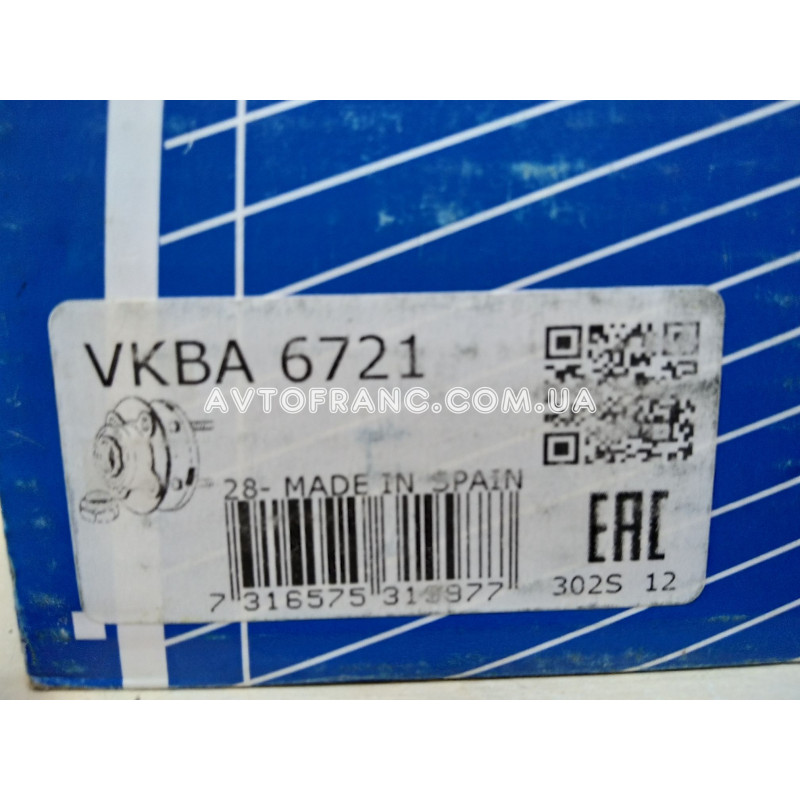 VKBA 6721
AVTOFRANC.COM.UA
28- MADE IN SPAIN
7 316575
EAC
302S 12